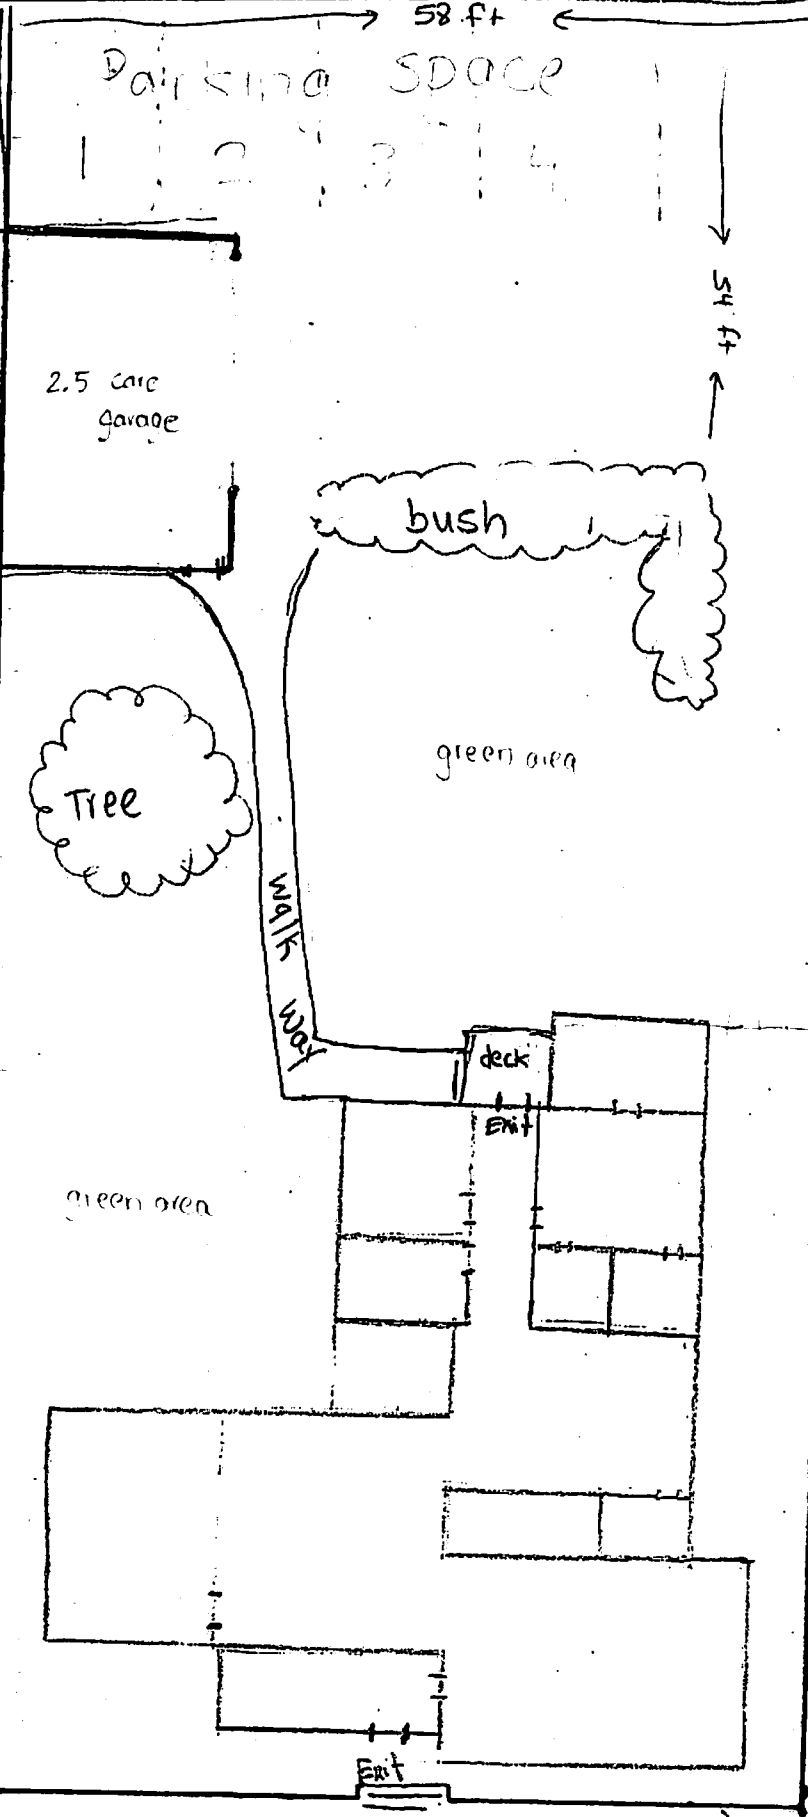 58 ft
Parking Space
1 2 3 4
54 ft
2.5 care
garage
bush
Tree
green area
walk
way
deck
Exit
green area
Exit